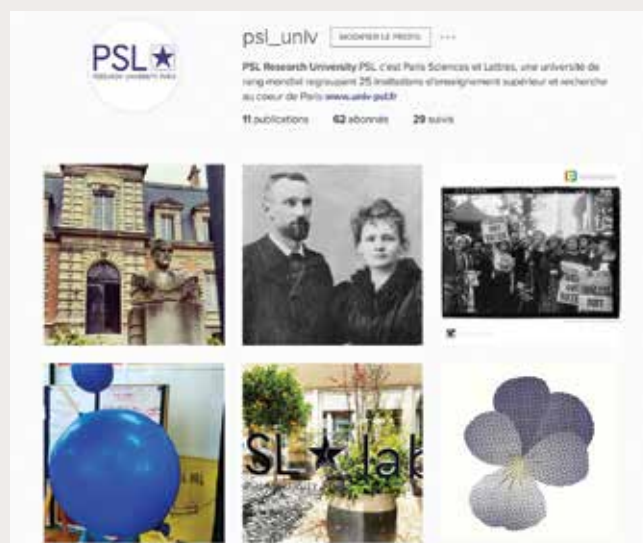 psl_univ MODIFIER LE PROFIL ...
PSL★
RESEARCH UNIVERSITY PARIS
PSL Research University PSL c'est Paris Sciences et Lettres, une université de
rang mondial regroupant 25 institutions d'enseignement supérieur et recherche
au coeur de Paris www.univ-psl.fr
11 publications 62 abonnés 29 suivis
SL★lab